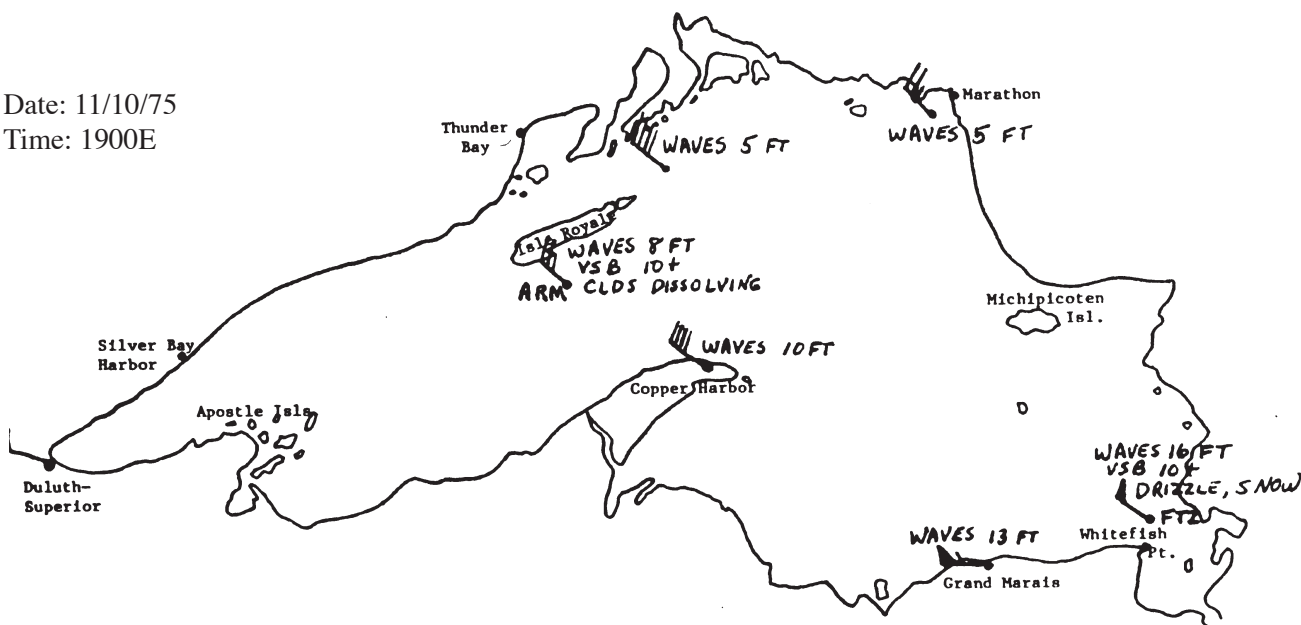 Date: 11/10/75
Time: 1900E
Marathon
WAVES 5 FT
Thunder
Bay
WAVES 5 FT
Isle Royale
WAVES 8 FT
VSB 10+
CLDS DISSOLVING
ARM
Michipicoten
Isl.
Silver Bay
Harbor
WAVES 10 FT
Copper Harbor
Apostle Isls
WAVES 16 FT
VSB 10+
DRIZZLE, SNOW
FTZ
Duluth-
Superior
WAVES 13 FT
Whitefish
Pt.
Grand Marais